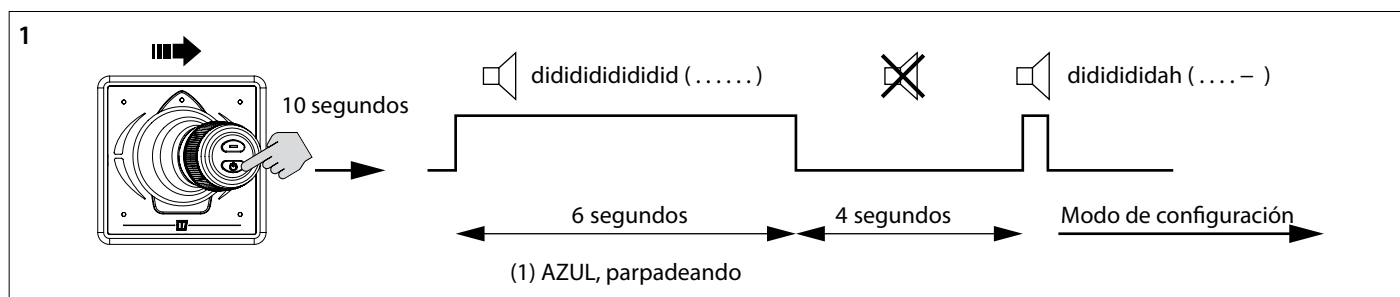 1
10 segundos
didididididid ( . . . . . . )
didididah ( . . . . – )
6 segundos
4 segundos
Modo de configuración
(1) AZUL, parpadeando